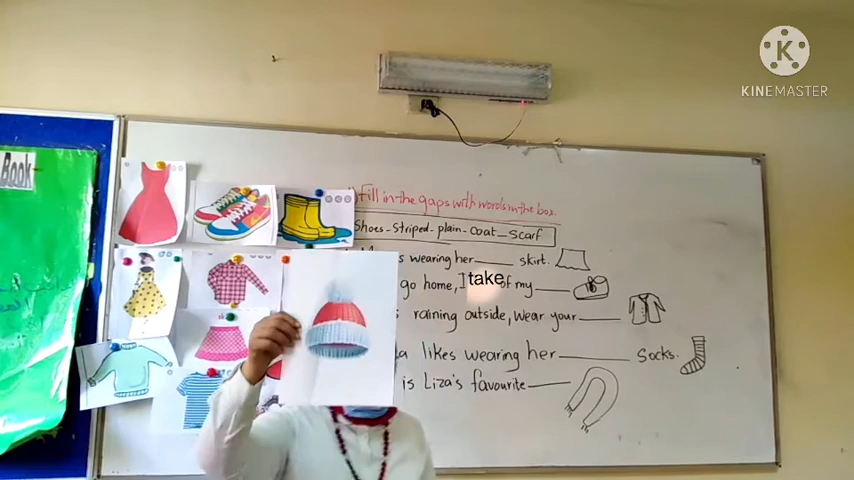 KINEMASTER
Book
Fill in the gaps with words in the box.
Shoes - Striped - plain - coat - scarf
wearing her ____ skirt.
go home, I take of my ____
raining outside, wear your ____
likes wearing her ____ Socks.
is Liza's favourite ____